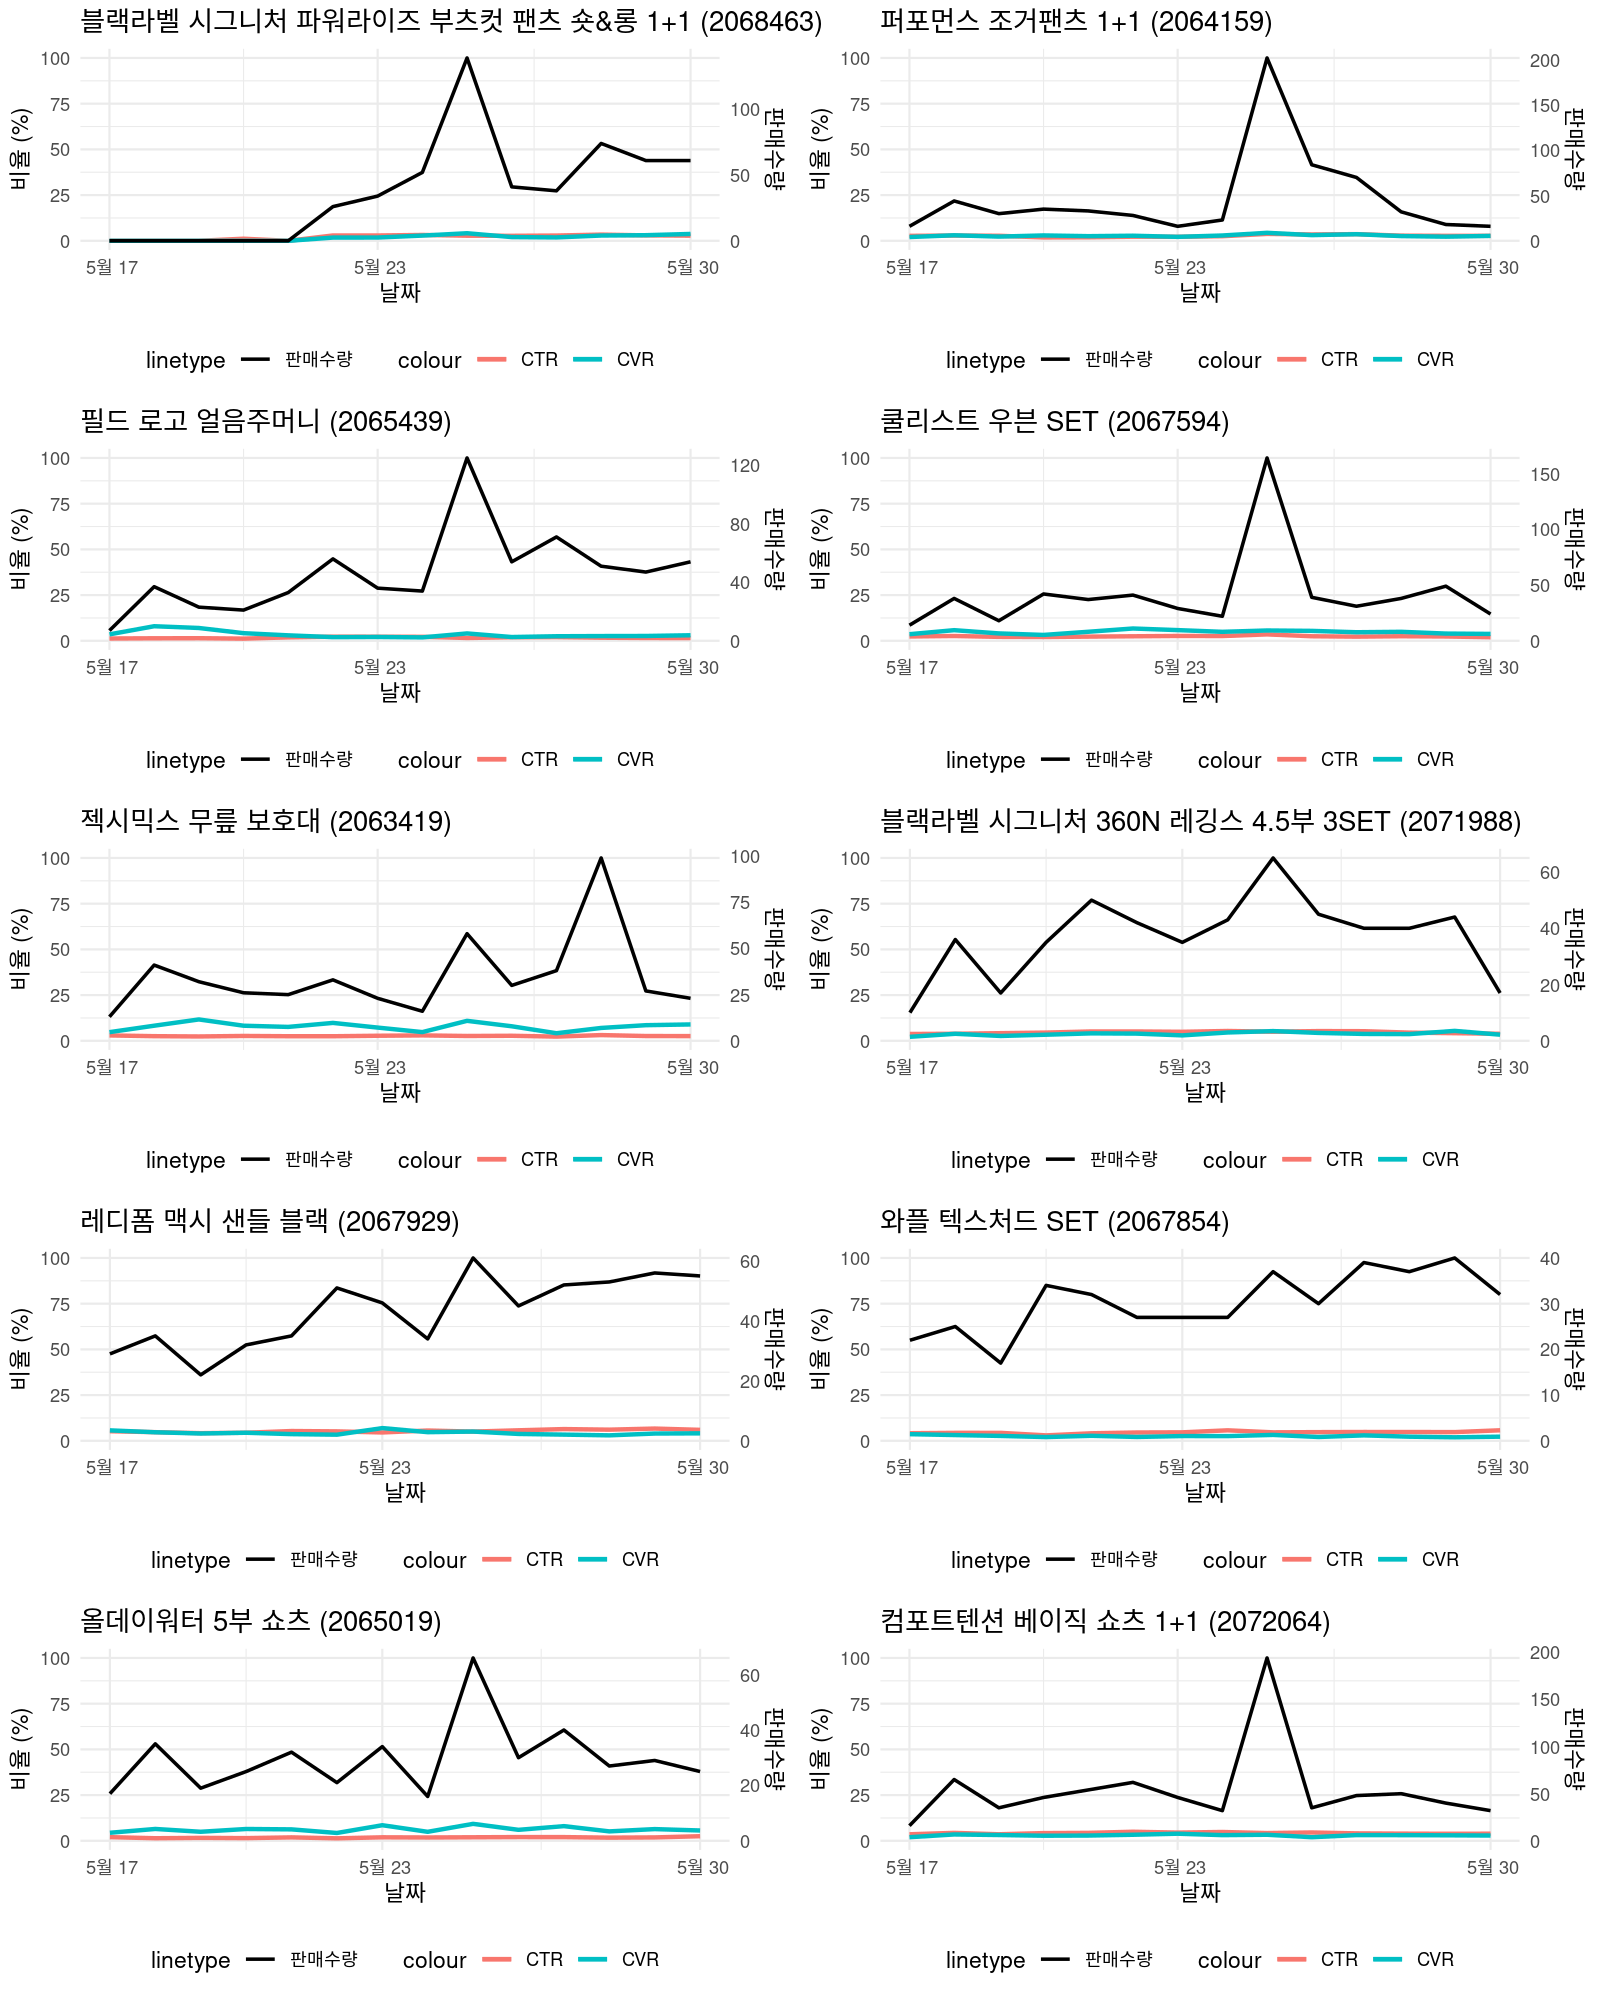 블랙라벨 시그니처 파워라이즈 부츠컷 팬츠 숏&롱 1+1 (2068463)
비율 (%)
100
75
50
25
0
100
50
0
판매수량
5월 17
5월 23
5월 30
날짜
linetype 판매수량 colour CTR CVR
퍼포먼스 조거팬츠 1+1 (2064159)
비율 (%)
100
75
50
25
0
200
150
100
50
0
판매수량
5월 17
5월 23
5월 30
날짜
linetype 판매수량 colour CTR CVR
필드 로고 얼음주머니 (2065439)
비율 (%)
100
75
50
25
0
120
80
40
0
판매수량
5월 17
5월 23
5월 30
날짜
linetype 판매수량 colour CTR CVR
쿨리스트 우븐 SET (2067594)
비율 (%)
100
75
50
25
0
150
100
50
0
판매수량
5월 17
5월 23
5월 30
날짜
linetype 판매수량 colour CTR CVR
젝시믹스 무릎 보호대 (2063419)
비율 (%)
100
75
50
25
0
100
75
50
25
0
판매수량
5월 17
5월 23
5월 30
날짜
linetype 판매수량 colour CTR CVR
블랙라벨 시그니처 360N 레깅스 4.5부 3SET (2071988)
비율 (%)
100
75
50
25
0
60
40
20
0
판매수량
5월 17
5월 23
5월 30
날짜
linetype 판매수량 colour CTR CVR
레디폼 맥시 샌들 블랙 (2067929)
비율 (%)
100
75
50
25
0
60
40
20
0
판매수량
5월 17
5월 23
5월 30
날짜
linetype 판매수량 colour CTR CVR
와플 텍스처드 SET (2067854)
비율 (%)
100
75
50
25
0
40
30
20
10
0
판매수량
5월 17
5월 23
5월 30
날짜
linetype 판매수량 colour CTR CVR
올데이워터 5부 쇼츠 (2065019)
비율 (%)
100
75
50
25
0
60
40
20
0
판매수량
5월 17
5월 23
5월 30
날짜
linetype 판매수량 colour CTR CVR
컴포트텐션 베이직 쇼츠 1+1 (2072064)
비율 (%)
100
75
50
25
0
200
150
100
50
0
판매수량
5월 17
5월 23
5월 30
날짜
linetype 판매수량 colour CTR CVR